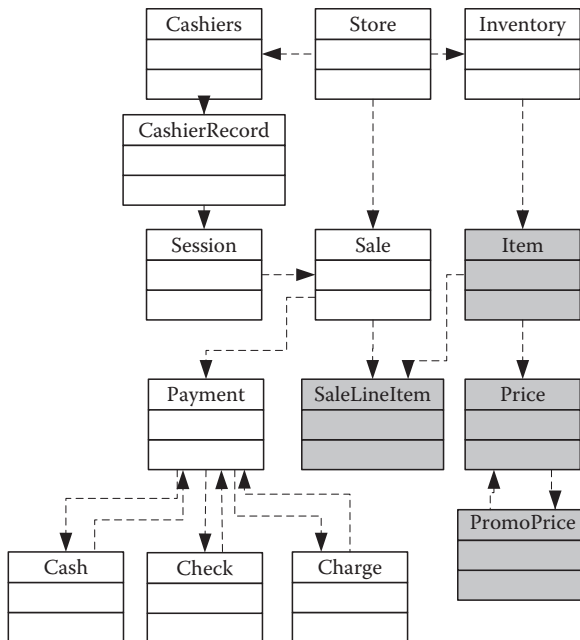 Cashiers
Store
Inventory
CashierRecord
Session
Sale
Item
Payment
SaleLineItem
Price
PromoPrice
Cash
Check
Charge